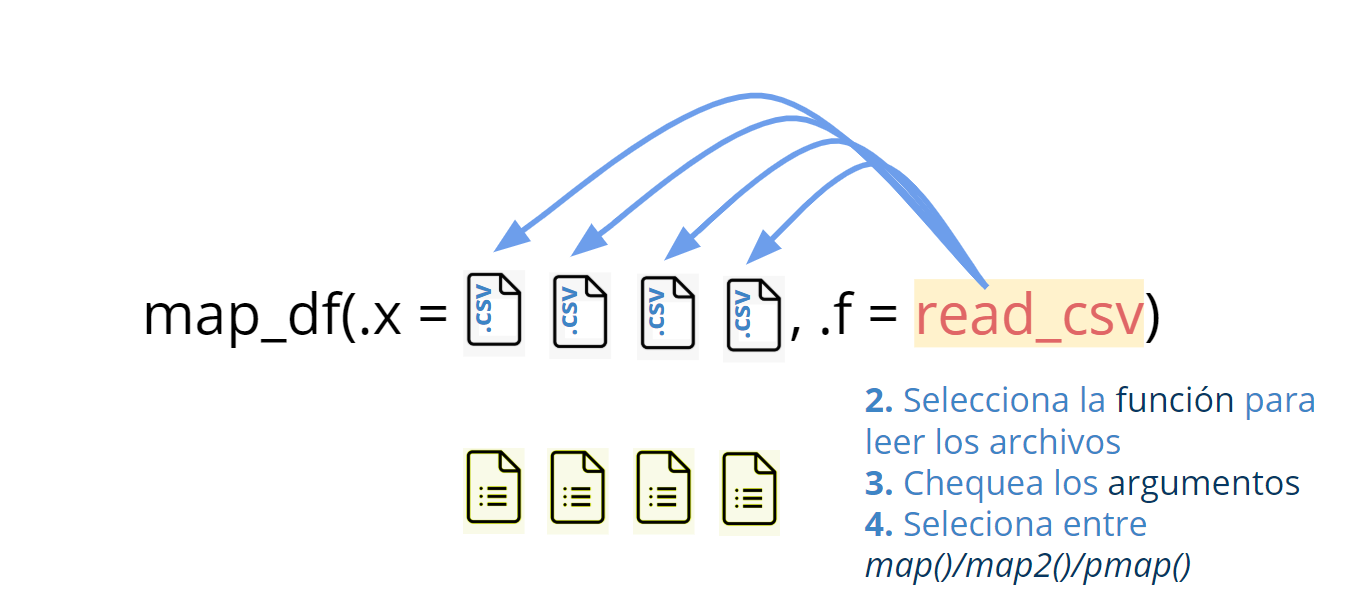 map_df(.x = .csv .csv .csv .csv , .f = read_csv)
2. Selecciona la función para
leer los archivos
3. Chequea los argumentos
4. Seleciona entre
map()/map2()/pmap()